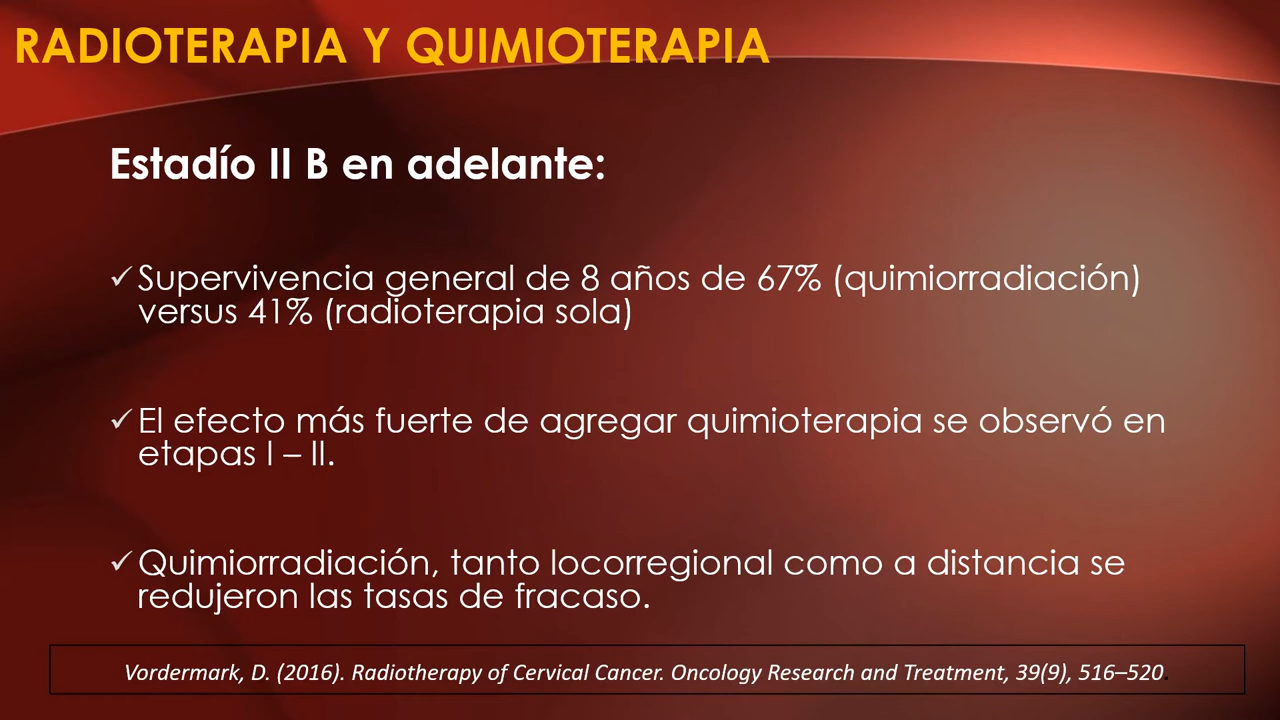 RADIOTERAPIA Y QUIMIOTERAPIA
Estadío II B en adelante:
✓ Supervivencia general de 8 años de 67% (quimiorradiación)
versus 41% (radioterapia sola)
✓ El efecto más fuerte de agregar quimioterapia se observó en
etapas I – II.
✓ Quimiorradiación, tanto locorregional como a distancia se
redujeron las tasas de fracaso.
Vordermark, D. (2016). Radiotherapy of Cervical Cancer. Oncology Research and Treatment, 39(9), 516–520.